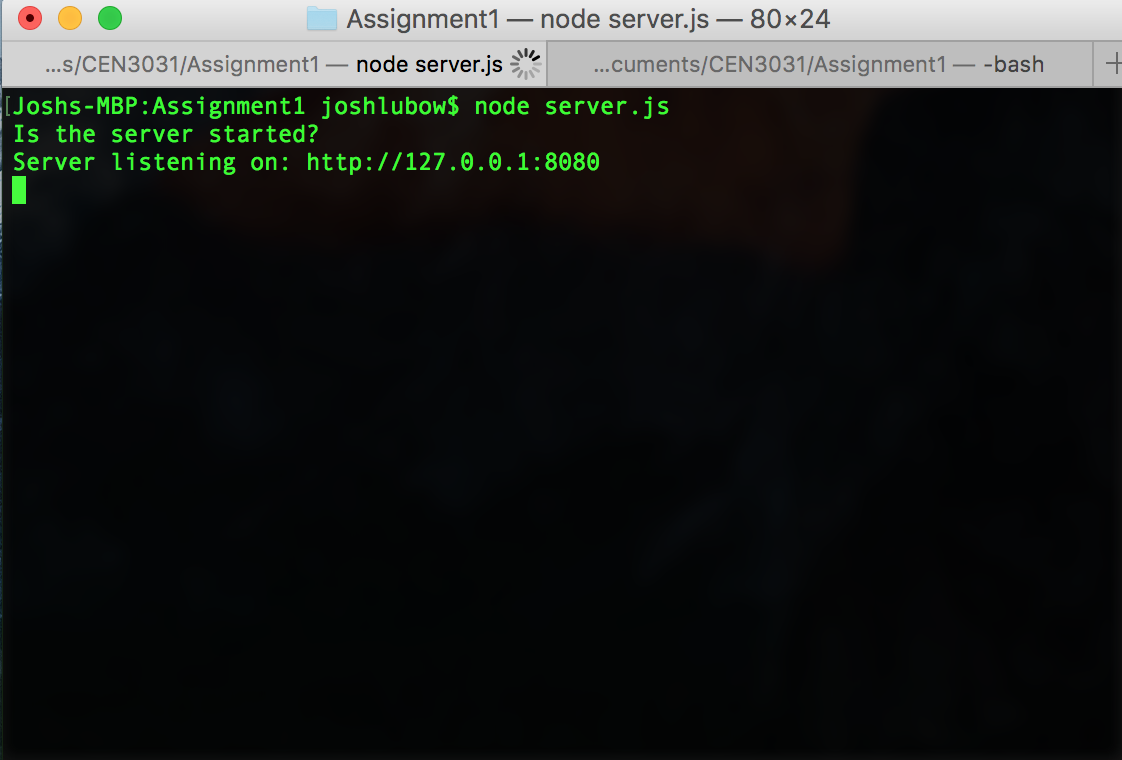 Assignment1 — node server.js — 80×24
...s/CEN3031/Assignment1 — node server.js
...cuments/CEN3031/Assignment1 — -bash
[Joshs-MBP:Assignment1 joshlubow$ node server.js
Is the server started?
Server listening on: http://127.0.0.1:8080